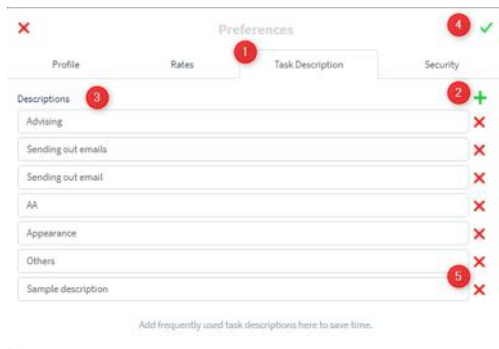 Preferences
4
1
Profile
Rates
Task Description
Security
Descriptions
3
2
Advising
Sending out emails
Sending out email
AA
Appearance
Others
5
Sample description
Add frequently used task descriptions here to save time.